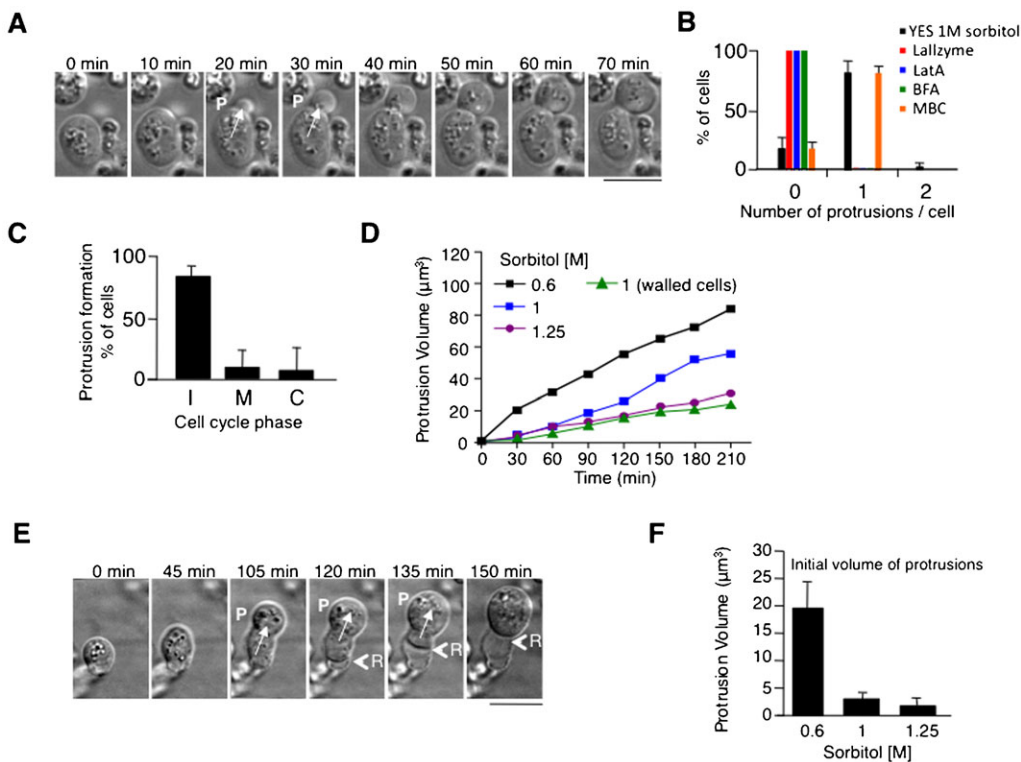 A
0 min 10 min 20 min 30 min 40 min 50 min 60 min 70 min
P P
B
% of cells
100
50
0
YES 1M sorbitol
Lallzyme
LatA
BFA
MBC
0 1 2
Number of protrusions / cell
C
Protrusion formation
% of cells
100
50
0
I M C
Cell cycle phase
D
Protrusion Volume (μm³)
120
100
80
60
40
20
0
Sorbitol [M]
0.6 1 (walled cells)
1
1.25
0 30 60 90 120 150 180 210
Time (min)
E
0 min 45 min 105 min 120 min 135 min 150 min
P P P
R R R
F
Protrusion Volume (μm³)
30
25
20
15
10
5
0
Initial volume of protrusions
0.6 1 1.25
Sorbitol [M]